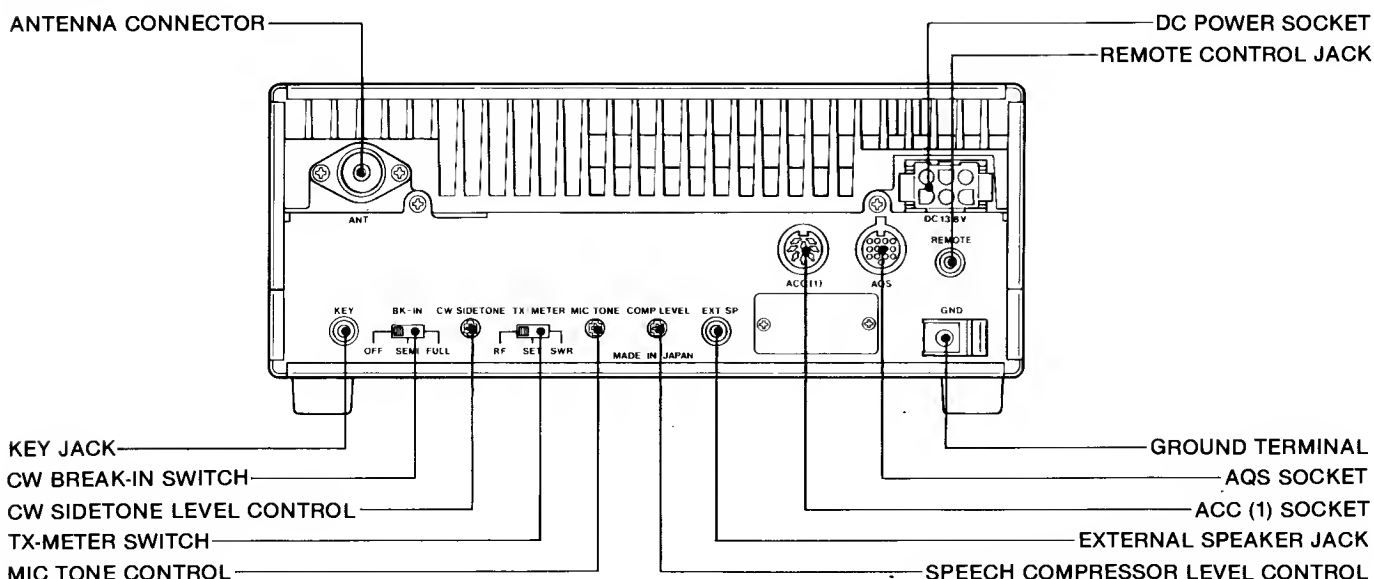 ANTENNA CONNECTOR
DC POWER SOCKET
REMOTE CONTROL JACK
ANT
DC 13.8V
REMOTE
ACC(1)
AQS
GND
KEY
BK-IN
CW SIDETONE
TX-METER
MIC TONE
COMP LEVEL
EXT SP
OFF
SEMI
FULL
RF
SET
SWR
MADE IN JAPAN
KEY JACK
CW BREAK-IN SWITCH
CW SIDETONE LEVEL CONTROL
TX-METER SWITCH
MIC TONE CONTROL
GROUND TERMINAL
AQS SOCKET
ACC (1) SOCKET
EXTERNAL SPEAKER JACK
SPEECH COMPRESSOR LEVEL CONTROL